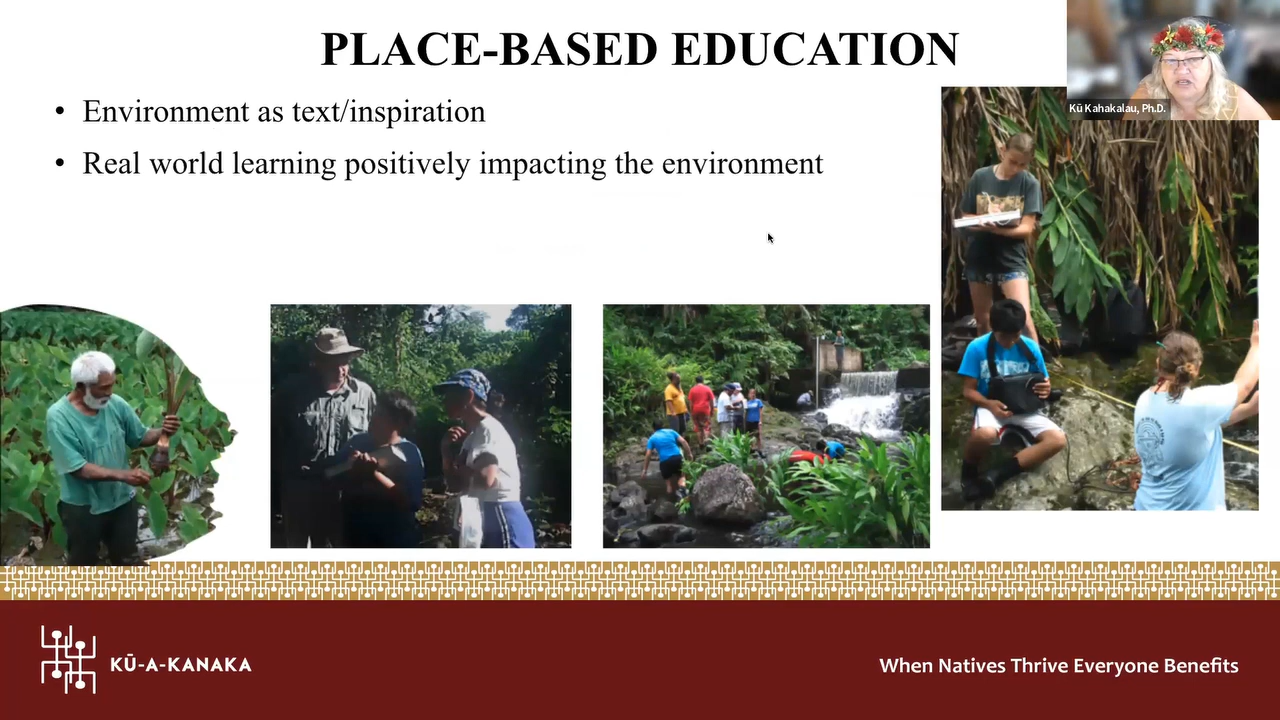 PLACE-BASED EDUCATION
Kū Kahakalau, Ph.D.
• Environment as text/inspiration
• Real world learning positively impacting the environment
KŪ-A-KANAKA
When Natives Thrive Everyone Benefits